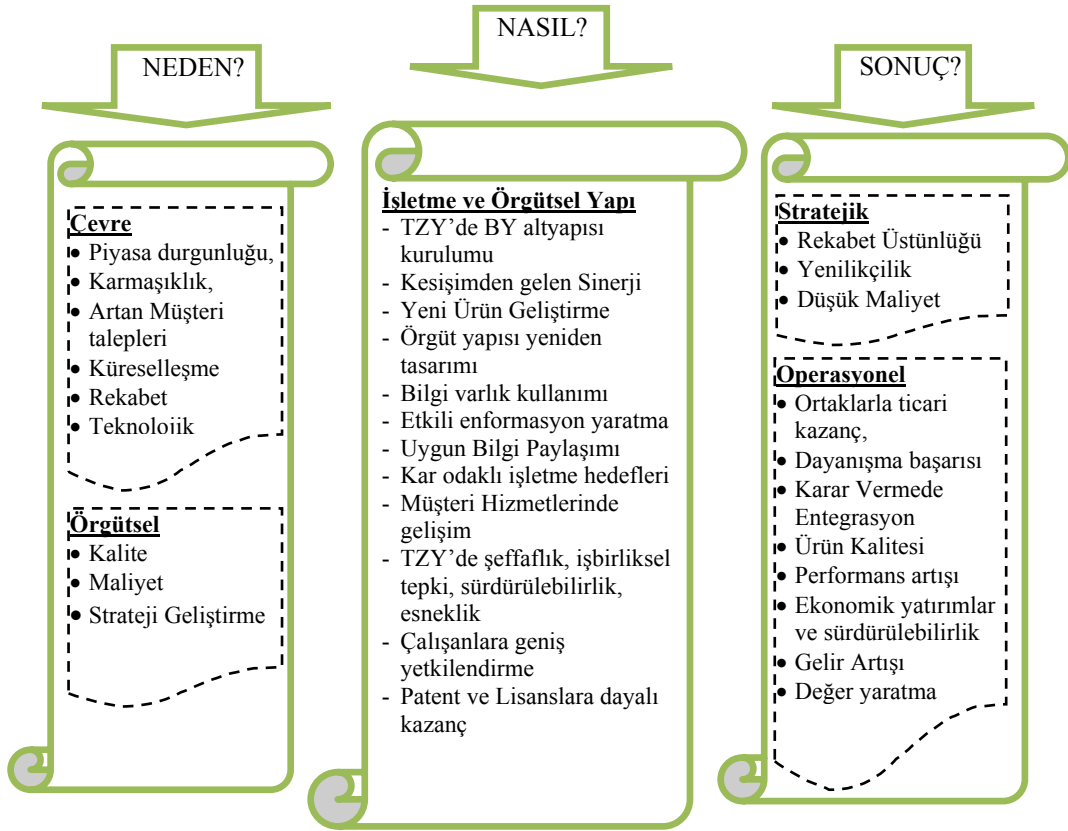 NEDEN?
Çevre
• Piyasa durgunluğu,
• Karmaşıklık,
• Artan Müşteri
talepleri
• Küreselleşme
• Rekabet
• Teknoloiik
Örgütsel
• Kalite
• Maliyet
• Strateji Geliştirme
NASIL?
İşletme ve Örgütsel Yapı
- TZY’de BY altyapısı
kurulumu
- Kesişimden gelen Sinerji
- Yeni Ürün Geliştirme
- Örgüt yapısı yeniden
tasarımı
- Bilgi varlık kullanımı
- Etkili enformasyon yaratma
- Uygun Bilgi Paylaşımı
- Kar odaklı işletme hedefleri
- Müşteri Hizmetlerinde
gelişim
- TZY’de şeffaflık, işbirliksel
tepki, sürdürülebilirlik,
esneklik
- Çalışanlara geniş
yetkilendirme
- Patent ve Lisanslara dayalı
kazanç
SONUÇ?
Stratejik
• Rekabet Üstünlüğü
• Yenilikçilik
• Düşük Maliyet
Operasyonel
• Ortaklarla ticari
kazanç,
• Dayanışma başarısı
• Karar Vermede
Entegrasyon
• Ürün Kalitesi
• Performans artışı
• Ekonomik yatırımlar
ve sürdürülebilirlik
• Gelir Artışı
• Değer yaratma